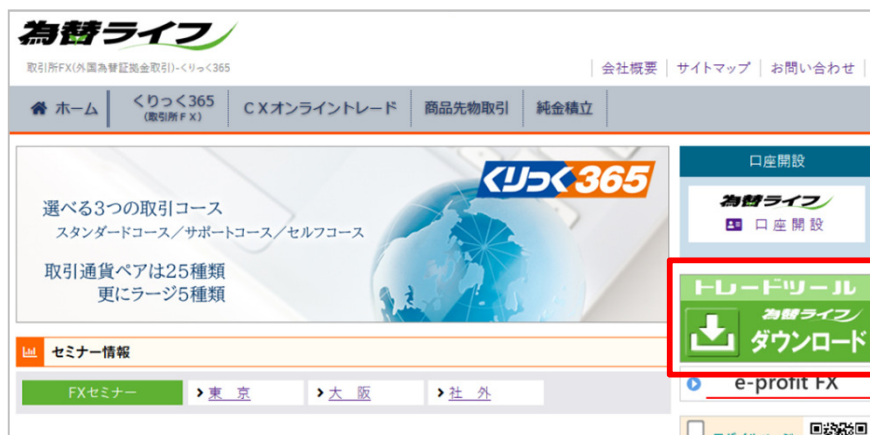 為替ライフ
取引所FX(外国為替証拠金取引)-くりっく365
会社概要
サイトマップ
お問い合わせ
ホーム
くりっく365
(取引所FX)
CXオンライントレード
商品先物取引
純金積立
くりっく365
選べる3つの取引コース
スタンダードコース／サポートコース／セルフコース
取引通貨ペアは25種類
更にラージ5種類
口座開設
為替ライフ
口座開設
トレードツール
為替ライフ
ダウンロード
e-profit FX
セミナー情報
FXセミナー
東 京
大 阪
社 外